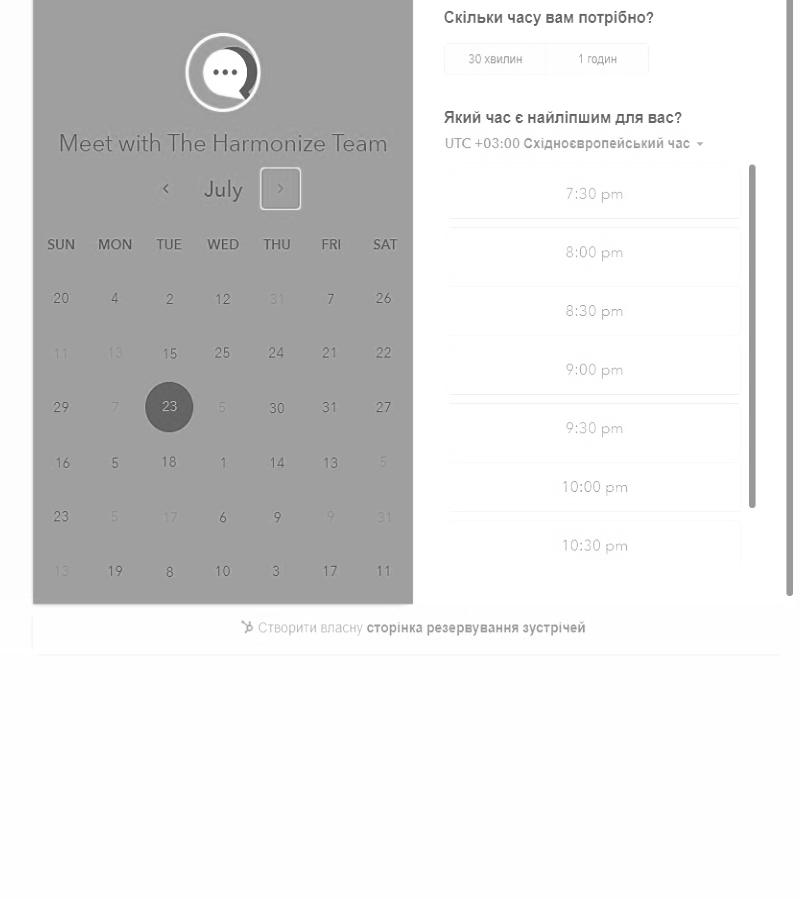 Meet with The Harmonize Team
July
SUN MON TUE WED THU FRI SAT
20 4 2 12 31 7 26
11 13 15 25 24 21 22
29 7 23 5 30 31 27
16 5 18 1 14 13 5
23 5 17 6 9 9 31
13 19 8 10 3 17 11
Скільки часу вам потрібно?
30 хвилин 1 годин
Який час є найліпшим для вас?
UTC +03:00 Східноєвропейський час
7:30 pm
8:00 pm
8:30 pm
9:00 pm
9:30 pm
10:00 pm
10:30 pm
Створити власну сторінка резервування зустрічей